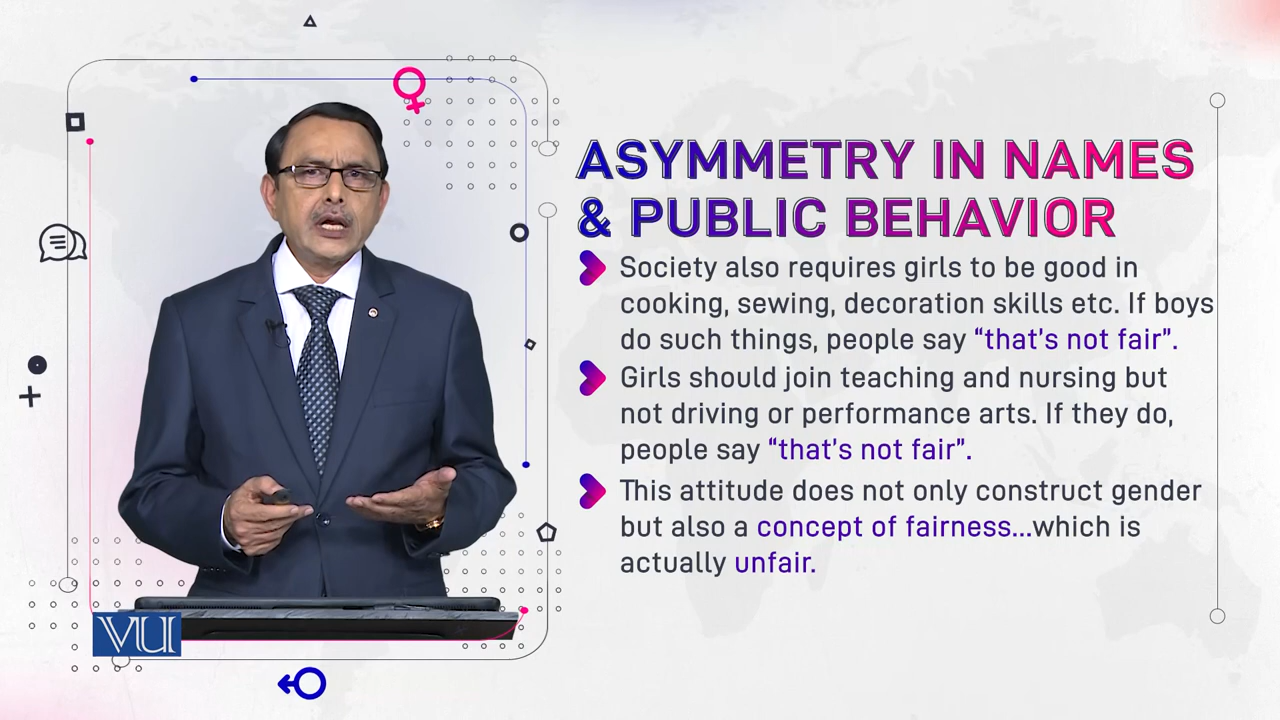 ASYMMETRY IN NAMES
& PUBLIC BEHAVIOR
Society also requires girls to be good in
cooking, sewing, decoration skills etc. If boys
do such things, people say “that’s not fair”.
Girls should join teaching and nursing but
not driving or performance arts. If they do,
people say “that’s not fair”.
This attitude does not only construct gender
but also a concept of fairness...which is
actually unfair.
VU